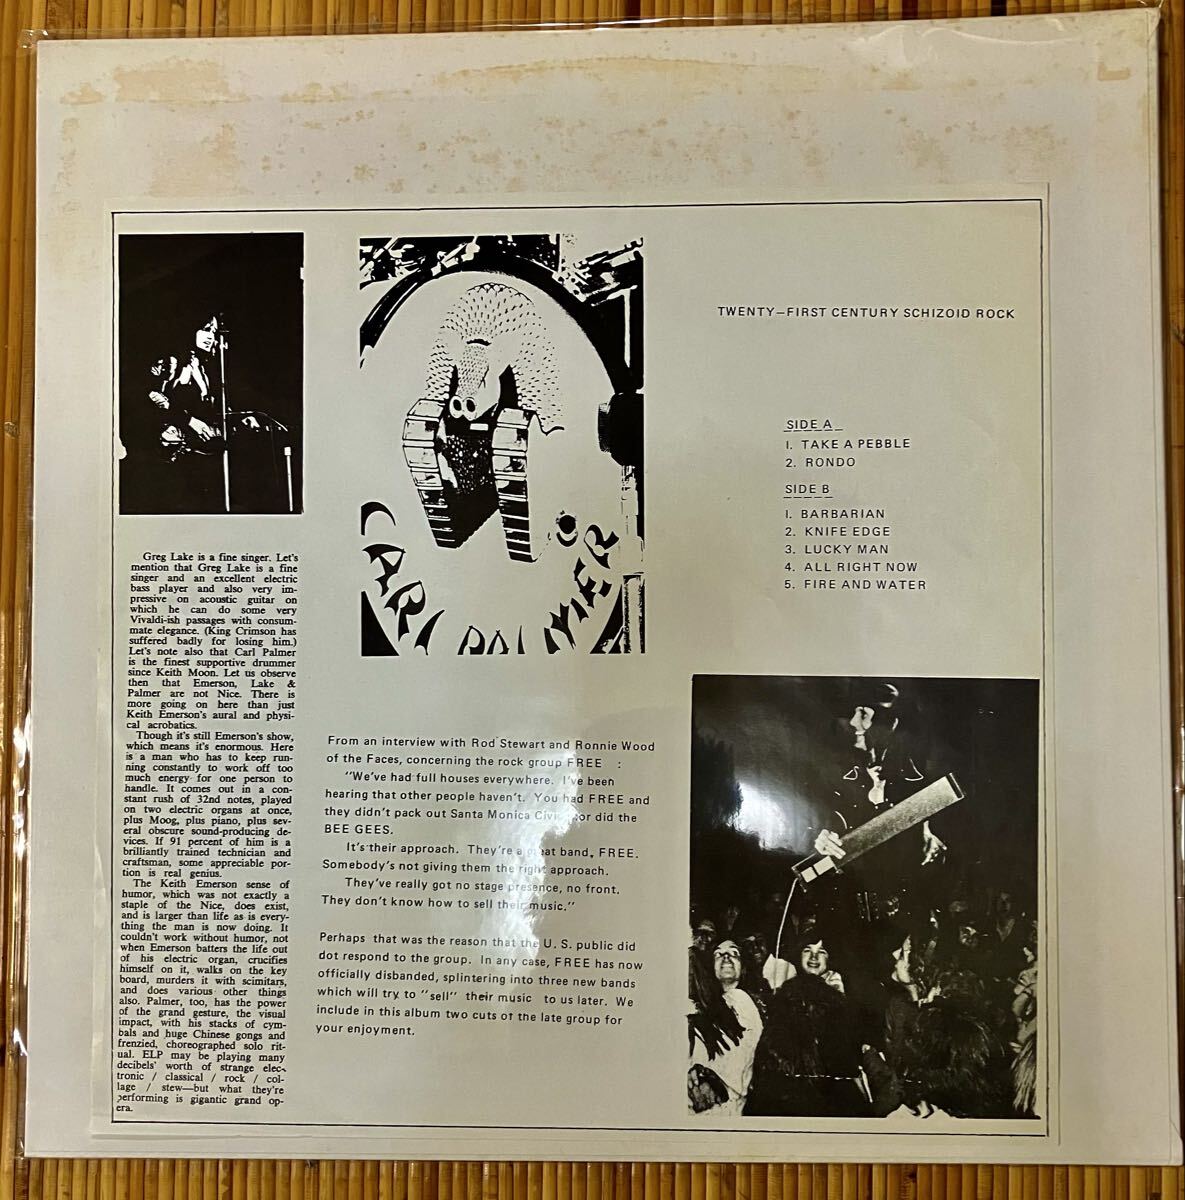 Greg Lake is a fine singer. Let's
mention that Greg Lake is a fine
singer and an excellent electric
bass player and also very im-
pressive on acoustic guitar on
which he can do some very
Vivaldi-ish passages with consum-
mate elegance. (King Crimson has
suffered badly for losing him.)
Let's note also that Carl Palmer
is the finest supportive drummer
since Keith Moon. Let us observe
then that Emerson, Lake &
Palmer are not Nice. There is
more going on here than just
Keith Emerson's aural and physi-
cal acrobatics.
Though it's still Emerson's show,
which means it's enormous. Here
is a man who has to keep run-
ning constantly to work off too
much energy for one person to
handle. It comes out in a con-
stant rush of 32nd notes, played
on two electric organs at once,
plus Moog, plus piano, plus sev-
eral obscure sound-producing de-
vices. If 91 percent of him is a
brilliantly trained technician and
craftsman, some appreciable por-
tion is real genius.
The Keith Emerson sense of
humor, which was not exactly a
staple of the Nice, does exist,
and is larger than life as is every-
thing the man is now doing. It
couldn't work without humor, not
when Emerson batters the life out
of his electric organ, crucifies
himself on it, walks on the key
board, murders it with scimitars,
and does various other things
also. Palmer, too, has the power
of the grand gesture, the visual
impact, with his stacks of cym-
bals and huge Chinese gongs and
frenzied, choreographed solo rit-
ual. ELP may be playing many
decibels' worth of strange elec-
tronic / classical / rock / col-
lage / stew—but what they're
performing is gigantic grand op-
era.
CARL PALMER
From an interview with Rod Stewart and Ronnie Wood
of the Faces, concerning the rock group FREE :
"We've had full houses everywhere. I've been
hearing that other people haven't. You had FREE and
they didn't pack out Santa Monica Civic nor did the
BEE GEES.
It's their approach. They're a great band, FREE.
Somebody's not giving them the right approach.
They've really got no stage presence, no front.
They don't know how to sell their music."
Perhaps that was the reason that the U. S. public did
dot respond to the group. In any case, FREE has now
officially disbanded, splintering into three new bands
which will try to "sell" their music to us later. We
include in this album two cuts of the late group for
your enjoyment.
TWENTY-FIRST CENTURY SCHIZOID ROCK
SIDE A
1. TAKE A PEBBLE
2. RONDO
SIDE B
1. BARBARIAN
2. KNIFE EDGE
3. LUCKY MAN
4. ALL RIGHT NOW
5. FIRE AND WATER